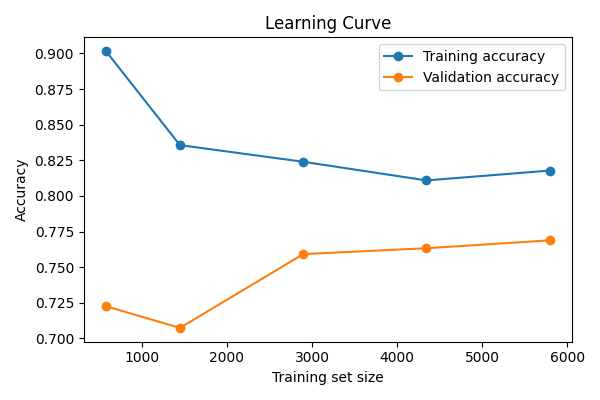 Learning Curve
Training accuracy
Validation accuracy
Accuracy
0.900
0.875
0.850
0.825
0.800
0.775
0.750
0.725
0.700
1000 2000 3000 4000 5000 6000
Training set size